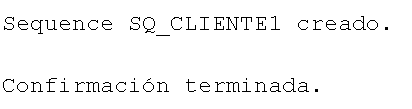 Sequence SQ_CLIENTE1 creado.
Confirmación terminada.